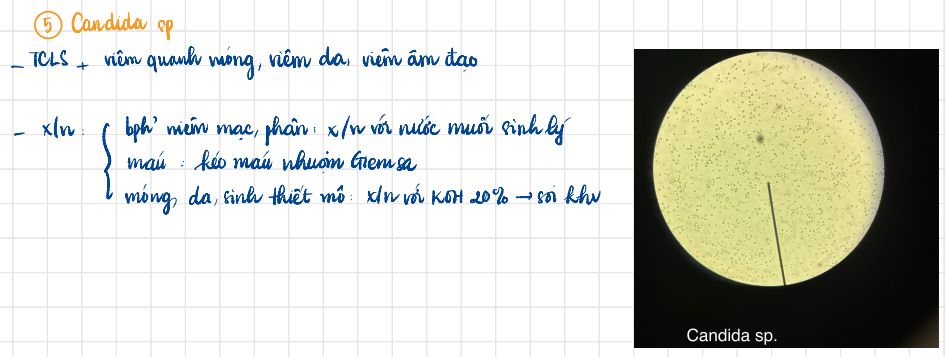 ⑤ Candida sp
- TCLS + viêm quanh móng, viêm da, viêm âm đạo
- x/n : bph' niêm mạc, phân : x/n với nước muối sinh lý
máu : kéo máu nhuộm Giemsa
móng, da, sinh thiết mô : x/n với KOH 20% → soi KHV
Candida sp.